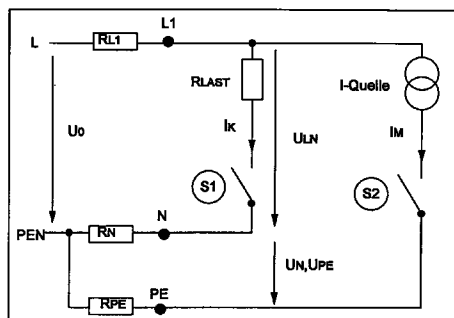 L1
L
RL1
RLAST
I-Quelle
U0
IK
ULN
IM
S1
S2
N
PEN
RN
UN,UPE
PE
RPE